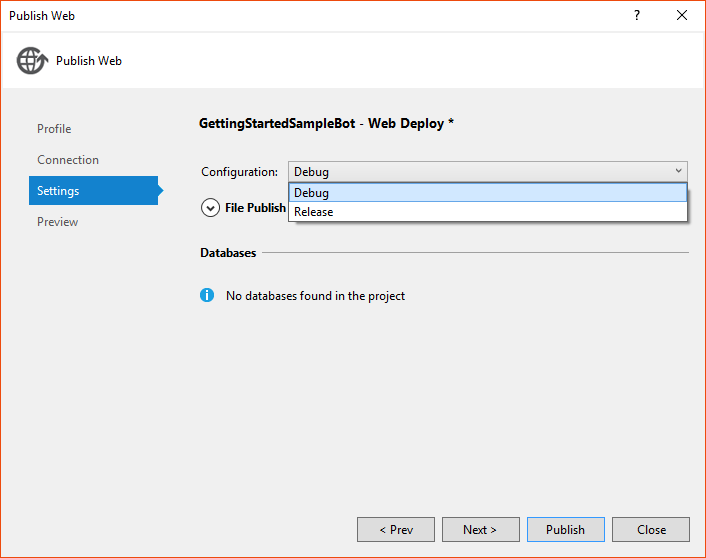 Publish Web
?
Publish Web
Profile
Connection
Settings
Preview
GettingStartedSampleBot - Web Deploy *
Configuration: Debug
Debug
Release
File Publish
Databases
No databases found in the project
< Prev
Next >
Publish
Close